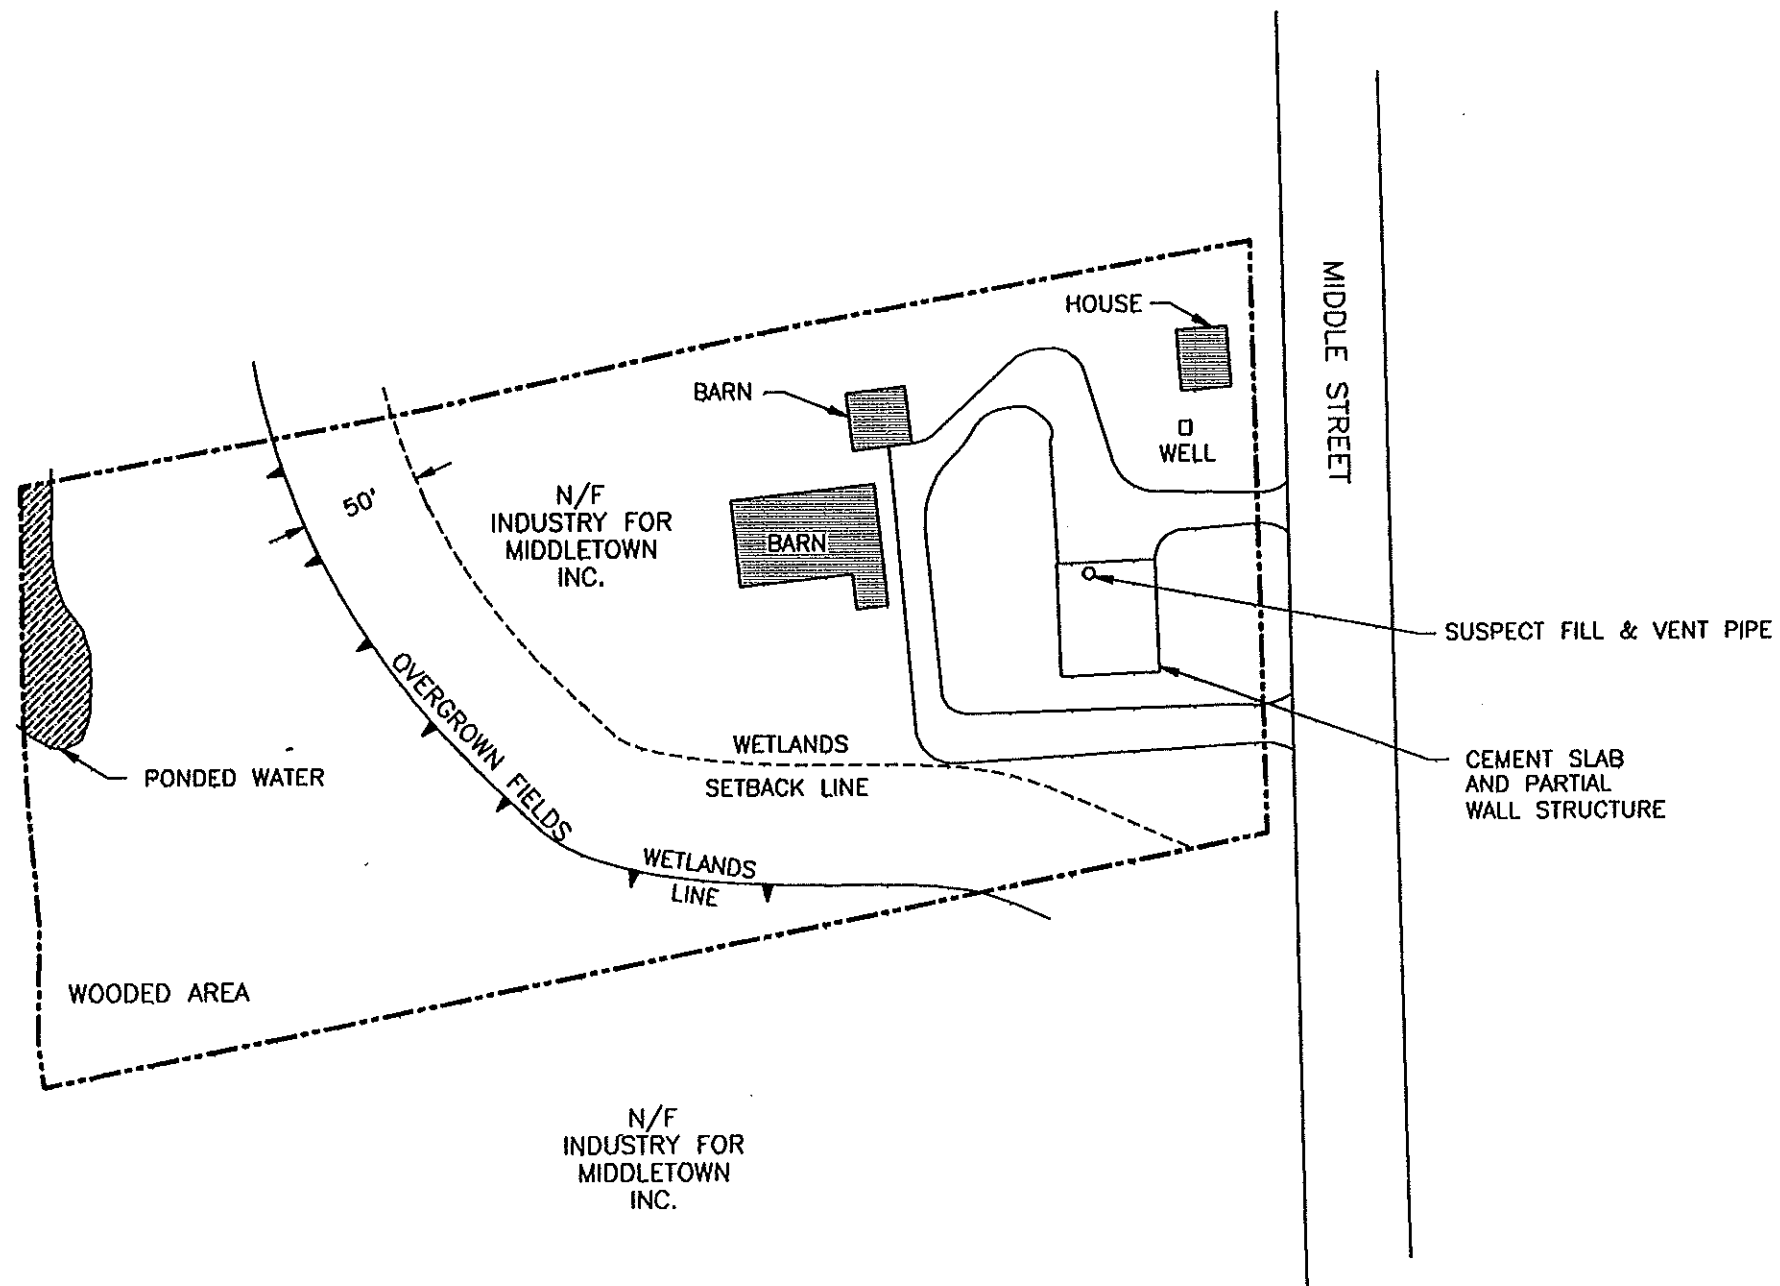 MIDDLE STREET
HOUSE
BARN
WELL
50'
N/F
INDUSTRY FOR
MIDDLETOWN
INC.
BARN
SUSPECT FILL & VENT PIPE
OVERGROWN FIELDS
WETLANDS
SETBACK LINE
PONDED WATER
CEMENT SLAB
AND PARTIAL
WALL STRUCTURE
WETLANDS
LINE
WOODED AREA
N/F
INDUSTRY FOR
MIDDLETOWN
INC.